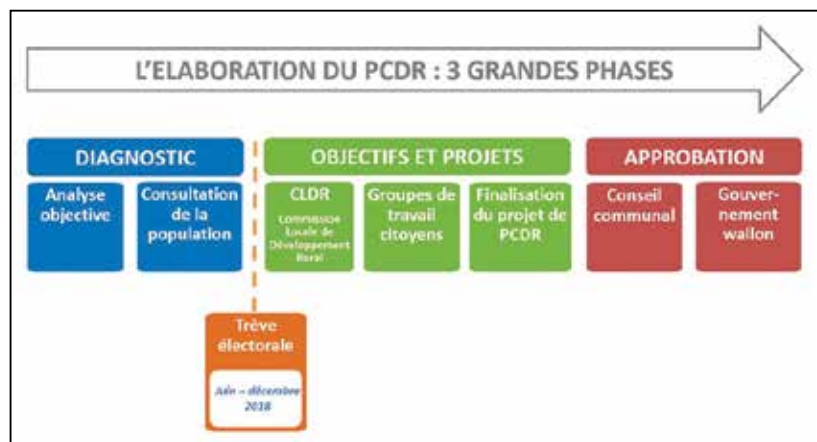 L'ELABORATION DU PCDR : 3 GRANDES PHASES
DIAGNOSTIC
Analyse
objective
Consultation
de la
population
OBJECTIFS ET PROJETS
CLDR
Commission
Locale de
Développement
Rural
Groupes de
travail
citoyens
Finalisation
du projet de
PCDR
APPROBATION
Conseil
communal
Gouver-
nement
wallon
Trève
électorale
Juin – décembre
2018